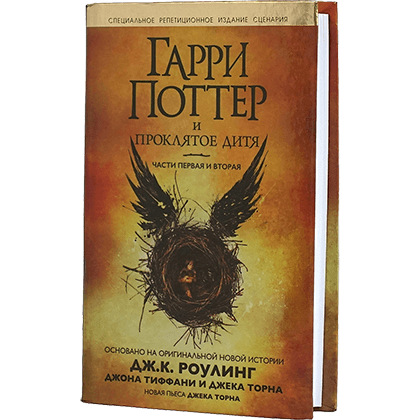 СПЕЦИАЛЬНОЕ РЕПЕТИЦИОННОЕ ИЗДАНИЕ СЦЕНАРИЯ
ГАРРИ
ПОТТЕР
И
ПРОКЛЯТОЕ ДИТЯ
ЧАСТИ ПЕРВАЯ И ВТОРАЯ
ОСНОВАНО НА ОРИГИНАЛЬНОЙ НОВОЙ ИСТОРИИ
ДЖ.К. РОУЛИНГ
ДЖОНА ТИФФАНИ И ДЖЕКА ТОРНА
НОВАЯ ПЬЕСА ДЖЕКА ТОРНА